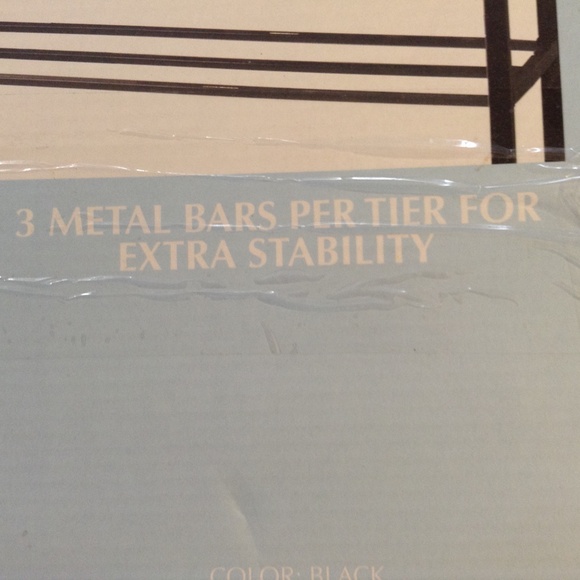 3 METAL BARS PER TIER FOR
EXTRA STABILITY
COLOR: BLACK